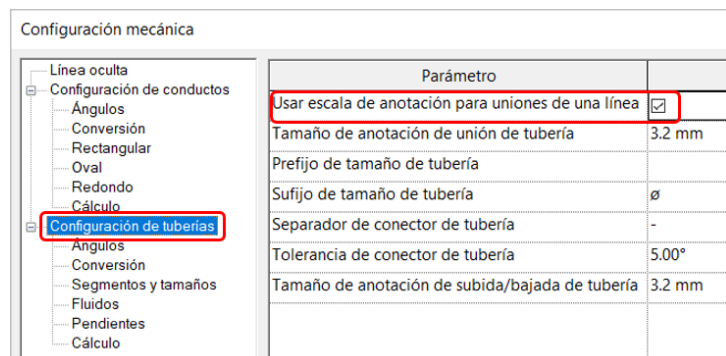 Configuración mecánica
Línea oculta
Configuración de conductos
Ángulos
Conversión
Rectangular
Oval
Redondo
Cálculo
Configuración de tuberías
Ángulos
Conversión
Segmentos y tamaños
Fluidos
Pendientes
Cálculo
Parámetro
Usar escala de anotación para uniones de una línea
Tamaño de anotación de unión de tubería 3.2 mm
Prefijo de tamaño de tubería
Sufijo de tamaño de tubería ø
Separador de conector de tubería -
Tolerancia de conector de tubería 5.00°
Tamaño de anotación de subida/bajada de tubería 3.2 mm